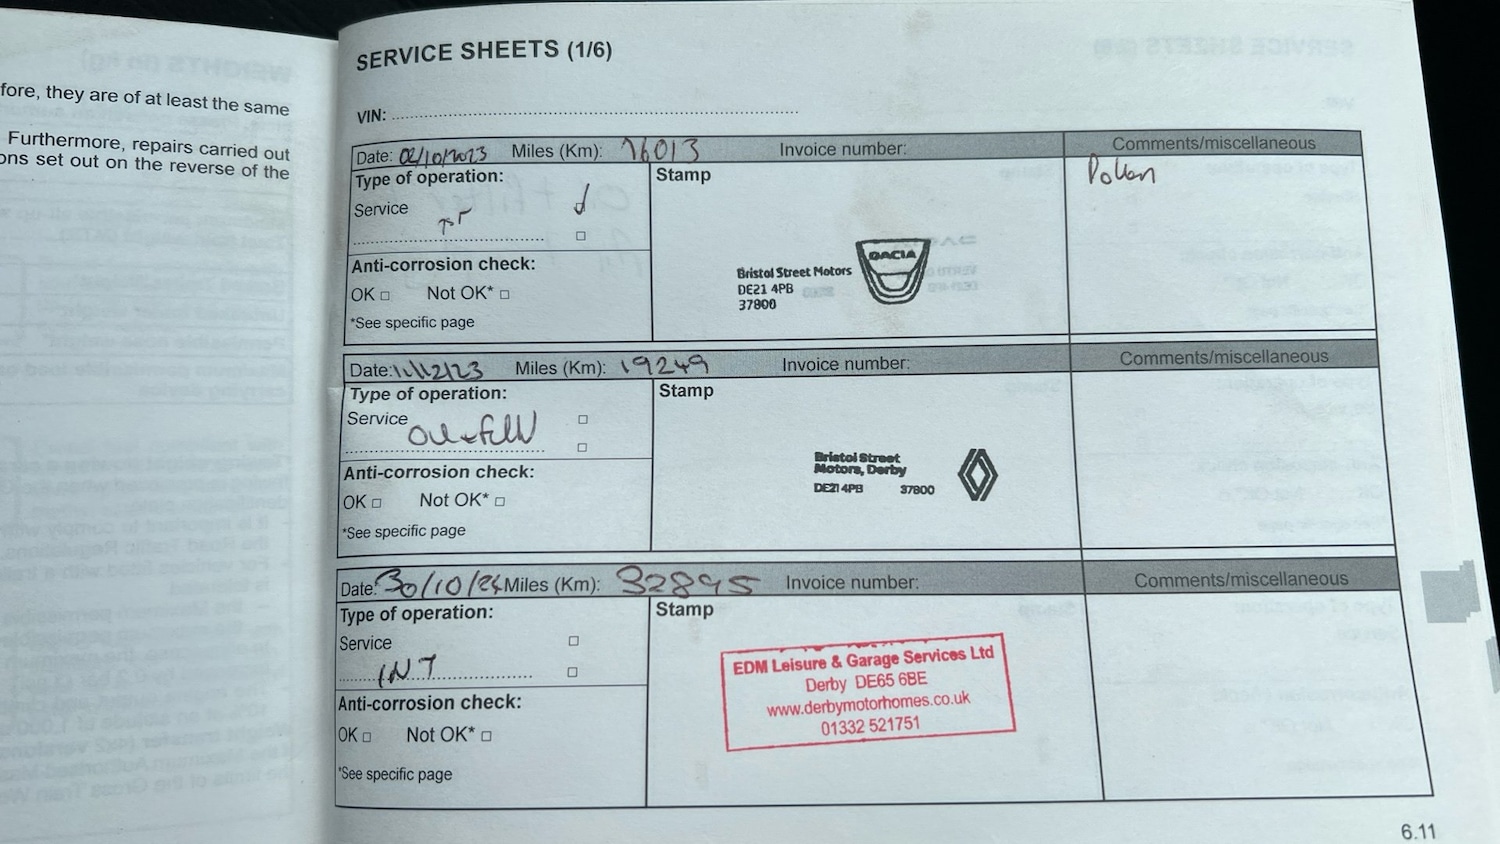 fore, they are of at least the same
Furthermore, repairs carried out
ons set out on the reverse of the
SERVICE SHEETS (1/6)
VIN:
Date: 02/10/2023 Miles (Km): 16013 Invoice number: Comments/miscellaneous
Type of operation: Stamp Pollen
Service
Anti-corrosion check:
OK □ Not OK* □
*See specific page
Bristol Street Motors
DE21 4PB
37800
DACIA
Date: 11/12/23 Miles (Km): 19249 Invoice number: Comments/miscellaneous
Type of operation: Stamp
Service
Anti-corrosion check:
OK □ Not OK* □
*See specific page
Bristol Street
Motors, Derby
DE21 4PB 37800
Date: 30/10/24 Miles (Km): 32895 Invoice number: Comments/miscellaneous
Type of operation: Stamp
Service
INT
Anti-corrosion check:
OK □ Not OK* □
*See specific page
EDM Leisure & Garage Services Ltd
Derby DE65 6BE
www.derbymotorhomes.co.uk
01332 521751
6.11